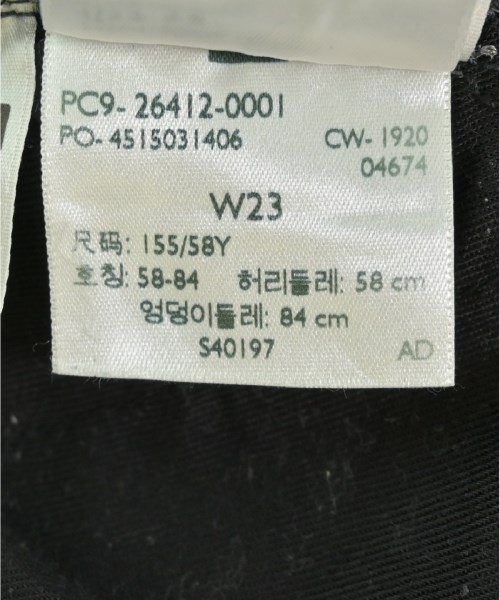 PC9- 26412-0001
PO- 4515031406 CW- 1920
04674
W23
尺码: 155/58Y
호칭: 58-84 허리둘레: 58 cm
엉덩이둘레: 84 cm
S40197 AD